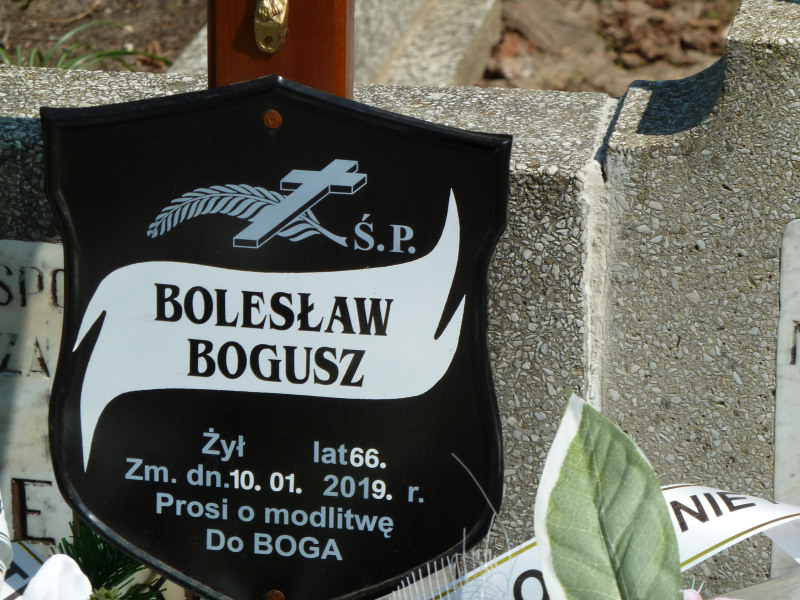 Ś.P.
BOLESŁAW
BOGUSZ
Żył lat 66.
Zm. dn. 10. 01. 2019. r.
Prosi o modlitwę
Do BOGA
NIE